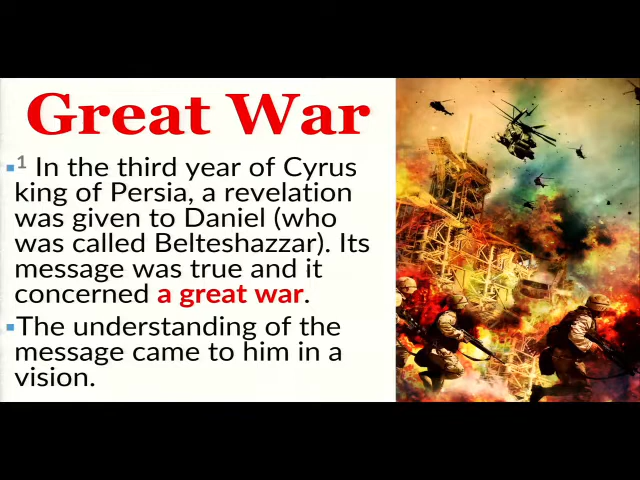 Great War
▪1 In the third year of Cyrus
king of Persia, a revelation
was given to Daniel (who
was called Belteshazzar). Its
message was true and it
concerned a great war.
▪The understanding of the
message came to him in a
vision.